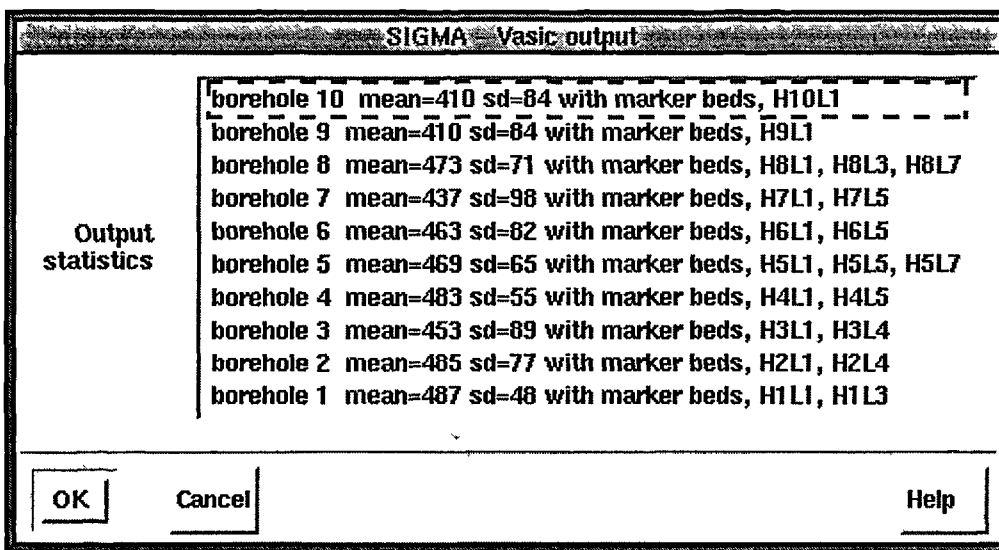 SIGMA – Vasic output
borehole 10 mean=410 sd=84 with marker beds, H10L1
borehole 9 mean=410 sd=84 with marker beds, H9L1
borehole 8 mean=473 sd=71 with marker beds, H8L1, H8L3, H8L7
borehole 7 mean=437 sd=98 with marker beds, H7L1, H7L5
borehole 6 mean=463 sd=82 with marker beds, H6L1, H6L5
Output
statistics
borehole 5 mean=469 sd=65 with marker beds, H5L1, H5L5, H5L7
borehole 4 mean=483 sd=55 with marker beds, H4L1, H4L5
borehole 3 mean=453 sd=89 with marker beds, H3L1, H3L4
borehole 2 mean=485 sd=77 with marker beds, H2L1, H2L4
borehole 1 mean=487 sd=48 with marker beds, H1L1, H1L3
OK
Cancel
Help